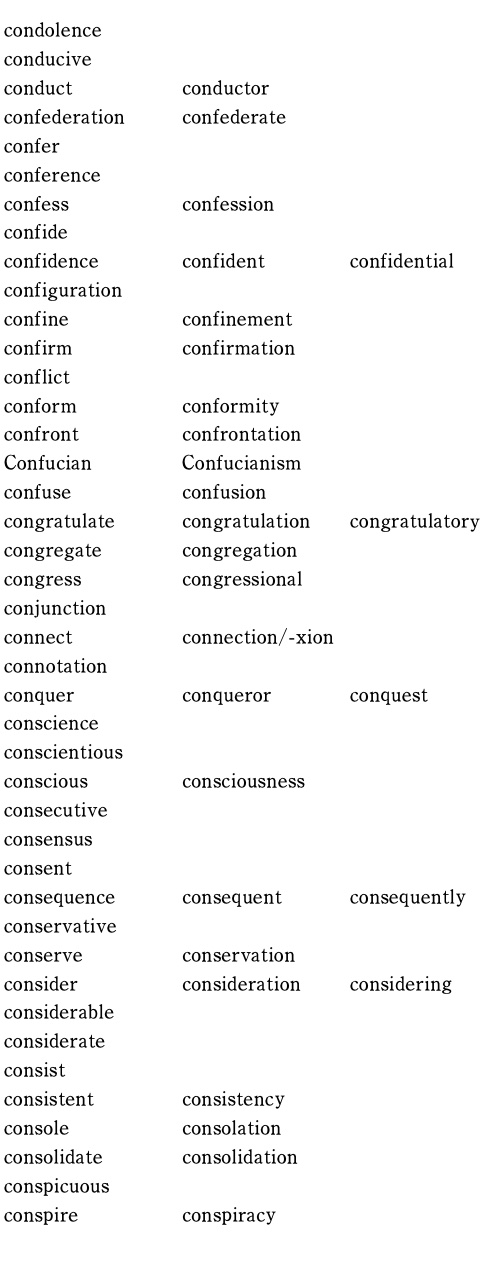 condolence
conducive
conduct conductor
confederation confederate
confer
conference
confess confession
confide
confidence confident confidential
configuration
confine confinement
confirm confirmation
conflict
conform conformity
confront confrontation
Confucian Confucianism
confuse confusion
congratulate congratulation congratulatory
congregate congregation
congress congressional
conjunction
connect connection/-xion
connotation
conquer conqueror conquest
conscience
conscientious
conscious consciousness
consecutive
consensus
consent
consequence consequent consequently
conservative
conserve conservation
consider consideration considering
considerable
considerate
consist
consistent consistency
console consolation
consolidate consolidation
conspicuous
conspire conspiracy